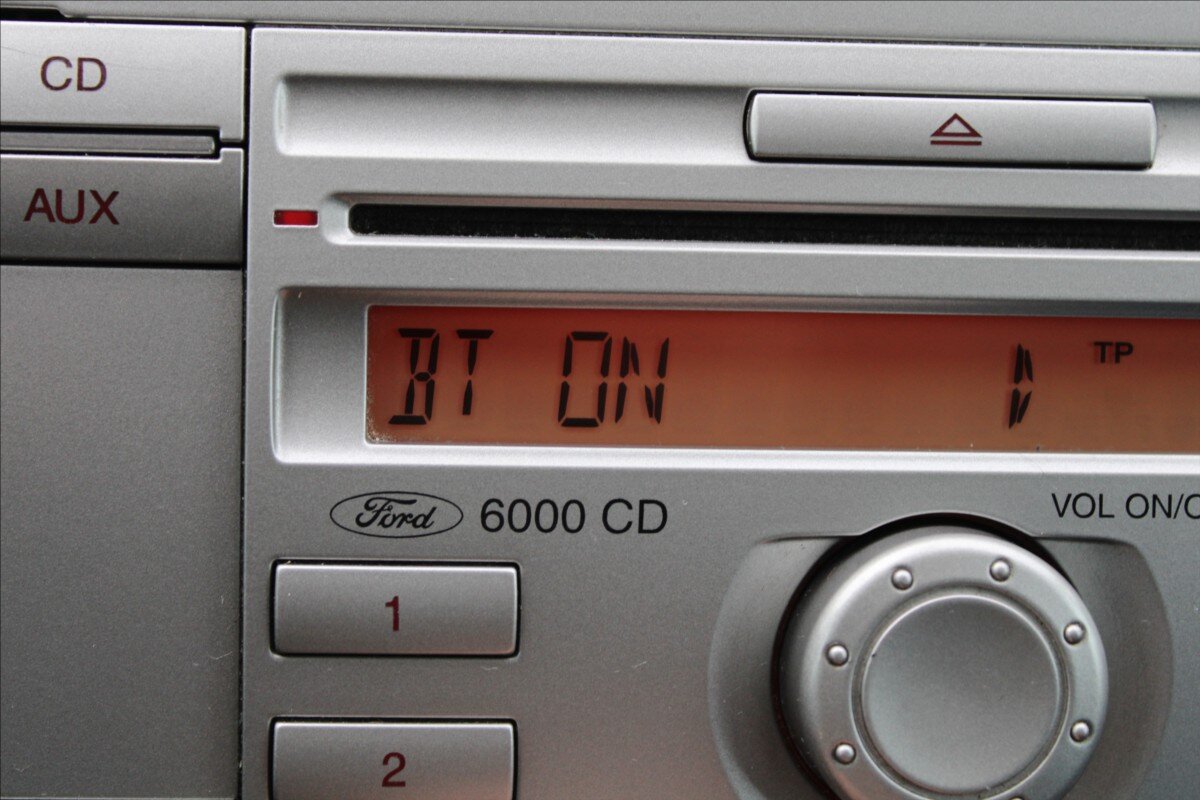 CD
AUX
BT ON
TP
Ford 6000 CD
VOL ON/
1
2